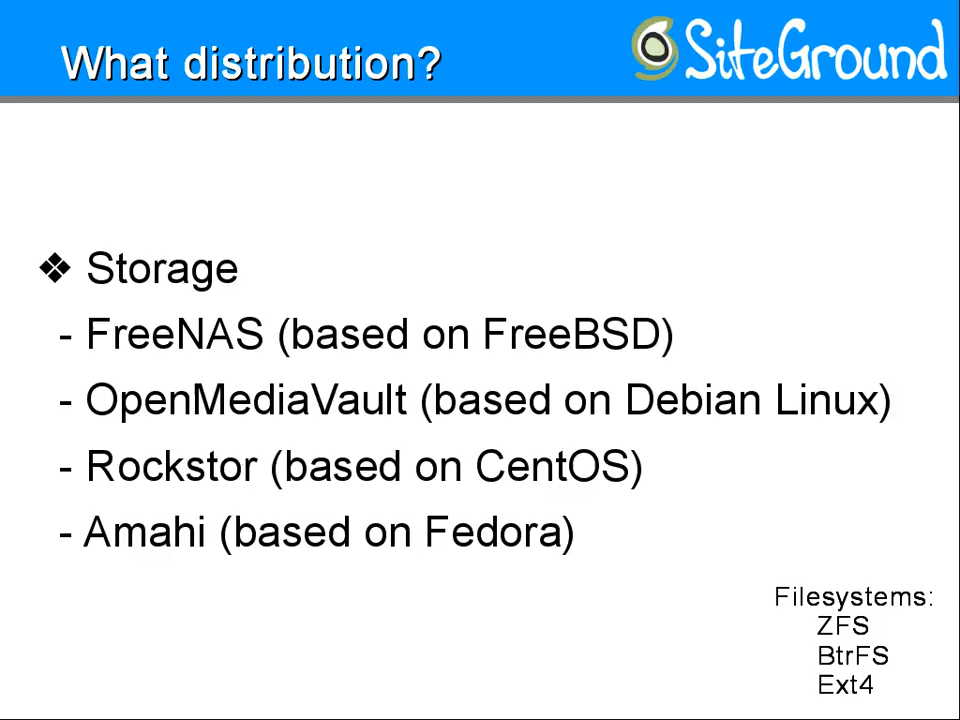 What distribution?
SiteGround
❖ Storage
- FreeNAS (based on FreeBSD)
- OpenMediaVault (based on Debian Linux)
- Rockstor (based on CentOS)
- Amahi (based on Fedora)
Filesystems:
ZFS
BtrFS
Ext4